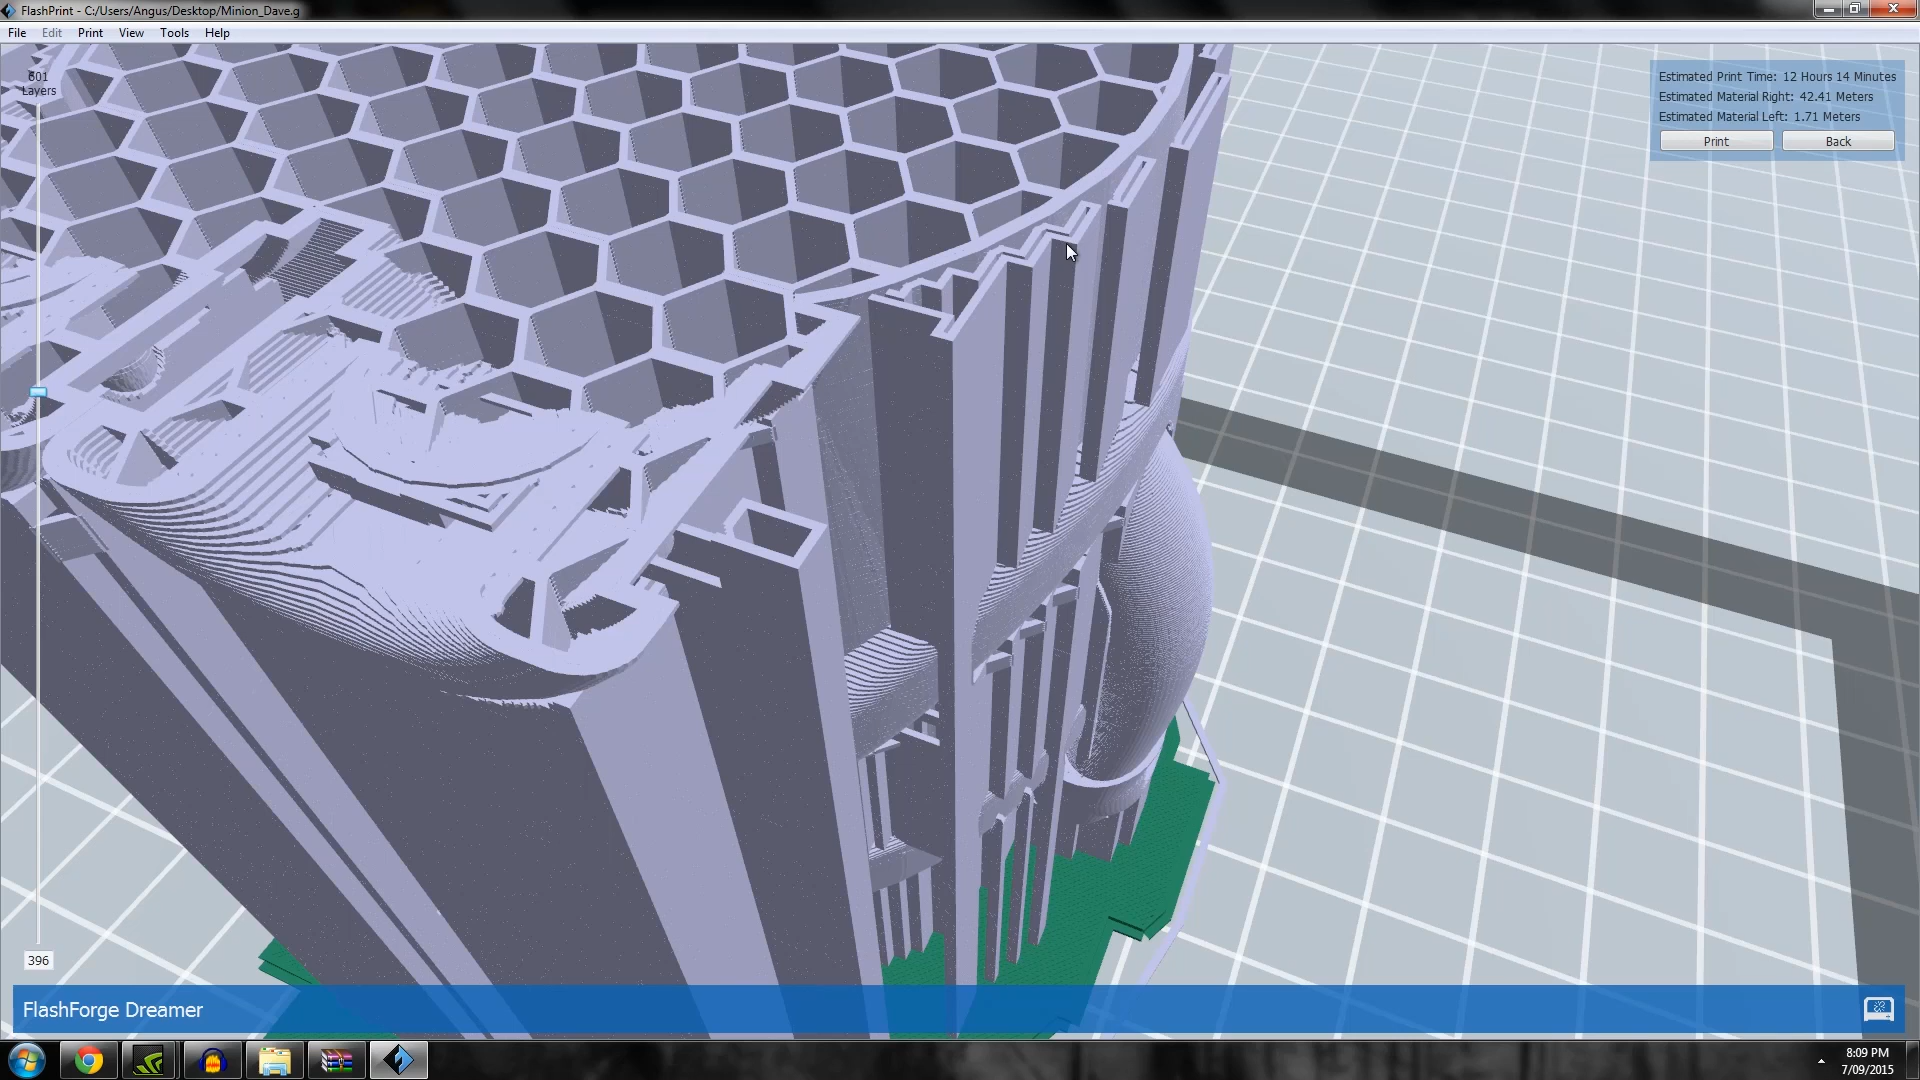 FlashPrint - C:/Users/Angus/Desktop/Minion_Dave.g
File Edit Print View Tools Help
601
Layers
Estimated Print Time: 12 Hours 14 Minutes
Estimated Material Right: 42.41 Meters
Estimated Material Left: 1.71 Meters
Print Back
396
FlashForge Dreamer
8:09 PM
7/09/2015